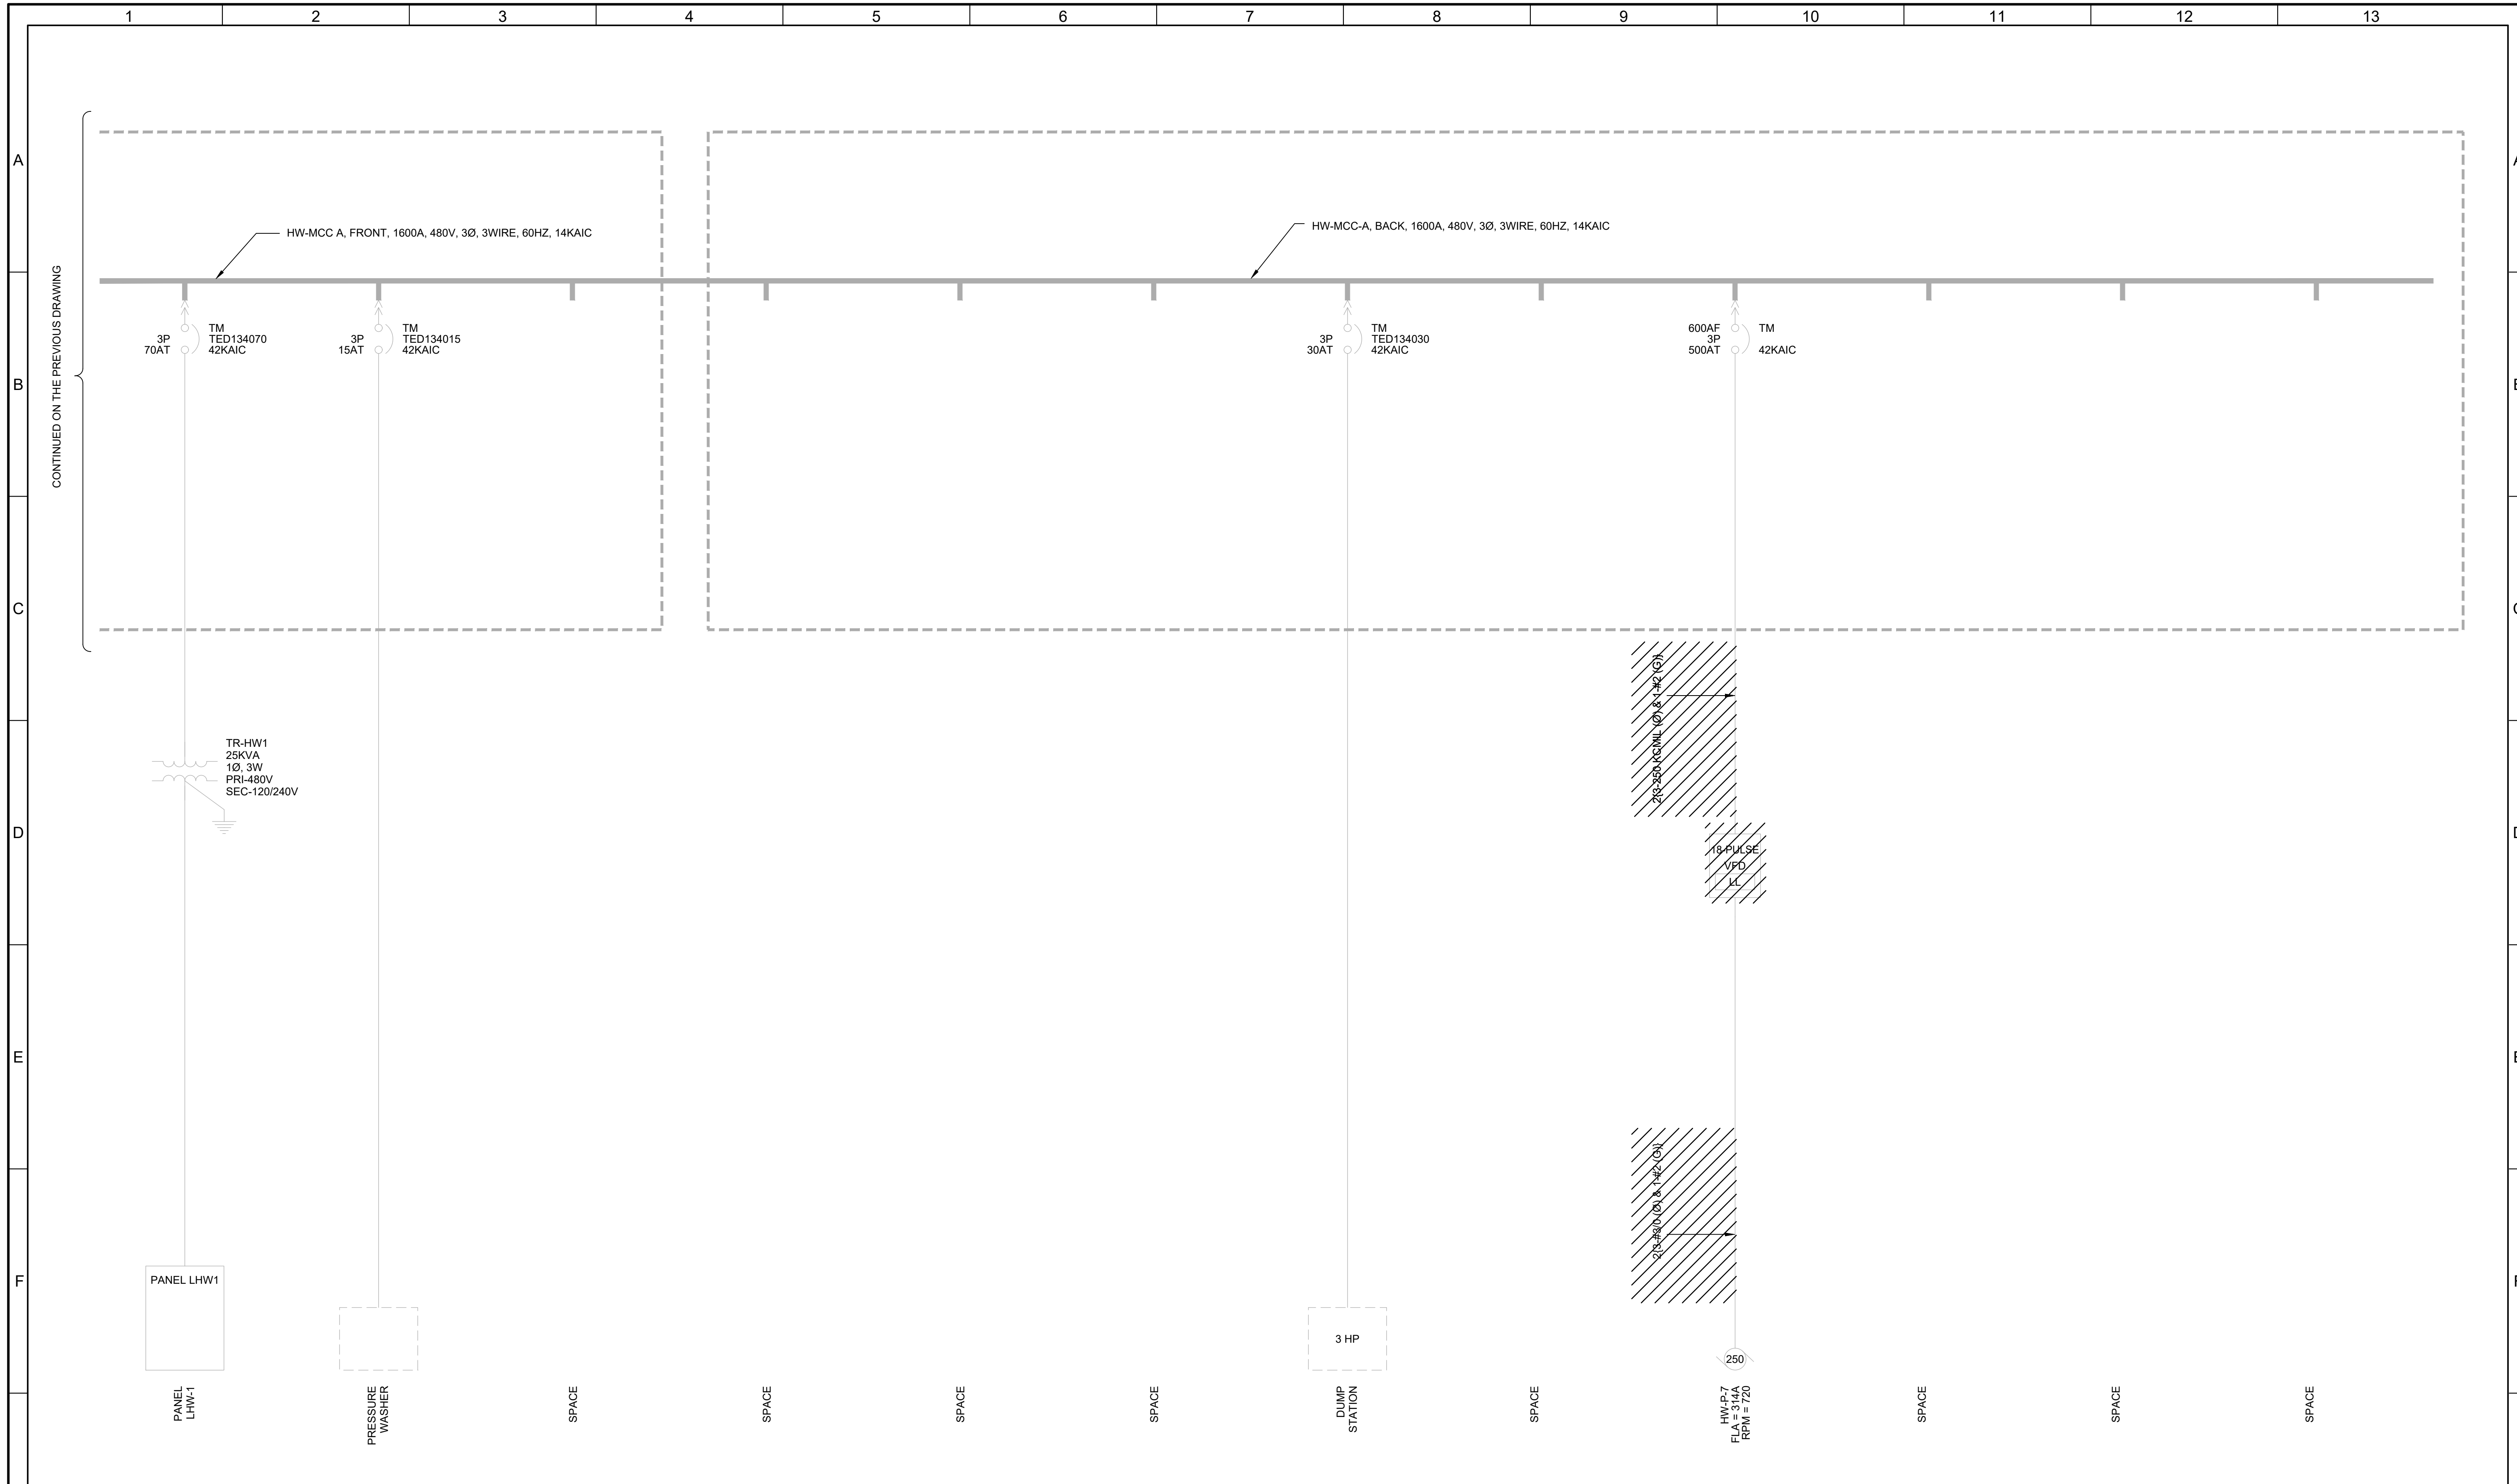 1 2 3 4 5 6 7 8 9 10 11 12 13
A
HW-MCC A, FRONT, 1600A, 480V, 3Ø, 3WIRE, 60HZ, 14KAIC
HW-MCC-A, BACK, 1600A, 480V, 3Ø, 3WIRE, 60HZ, 14KAIC
CONTINUED ON THE PREVIOUS DRAWING
3P
70AT
TM
TED134070
42KAIC
3P
15AT
TM
TED134015
42KAIC
3P
30AT
TM
TED134030
42KAIC
600AF
3P
500AT
TM
42KAIC
B
C
2{3-250 KCMIL (Ø) & 1-#2 (G)}
TR-HW1
25KVA
1Ø, 3W
PRI-480V
SEC-120/240V
D
18-PULSE
VFD
LL
E
2{3-#3/0 (Ø) & 1-#2 (G)}
F
PANEL LHW1
3 HP
250
PANEL
LHW-1
PRESSURE
WASHER
SPACE
SPACE
SPACE
SPACE
DUMP
STATION
SPACE
HW-P-7
FLA = 314A
RPM = 720
SPACE
SPACE
SPACE